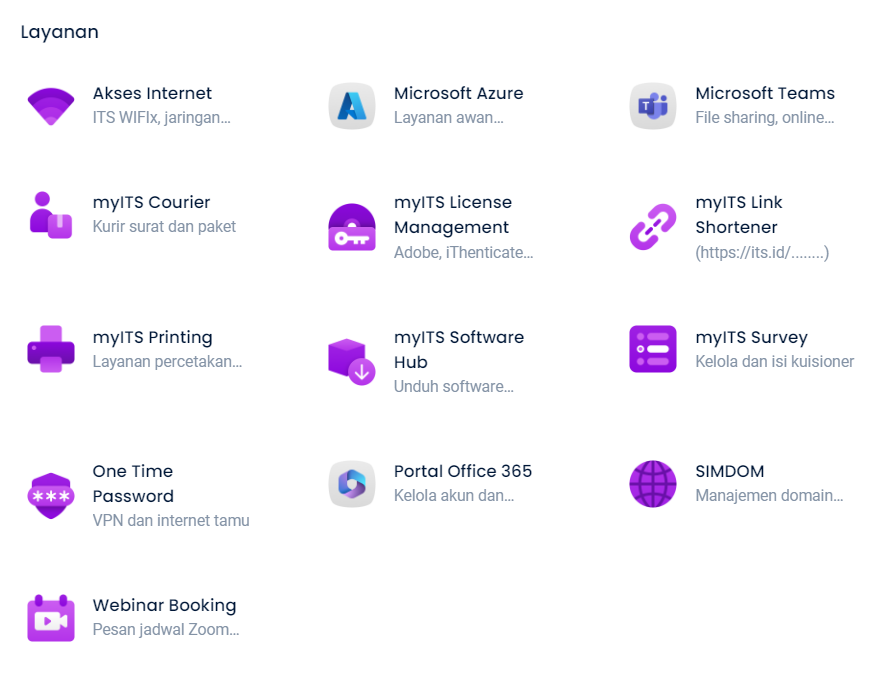 Layanan
Akses Internet
ITS WIFIx, jaringan...
Microsoft Azure
Layanan awan...
Microsoft Teams
File sharing, online...
myITS Courier
Kurir surat dan paket
myITS License
Management
Adobe, iThenticate...
myITS Link
Shortener
(https://its.id/........)
myITS Printing
Layanan percetakan...
myITS Software
Hub
Unduh software...
myITS Survey
Kelola dan isi kuisioner
One Time
Password
VPN dan internet tamu
Portal Office 365
Kelola akun dan...
SIMDOM
Manajemen domain...
Webinar Booking
Pesan jadwal Zoom...